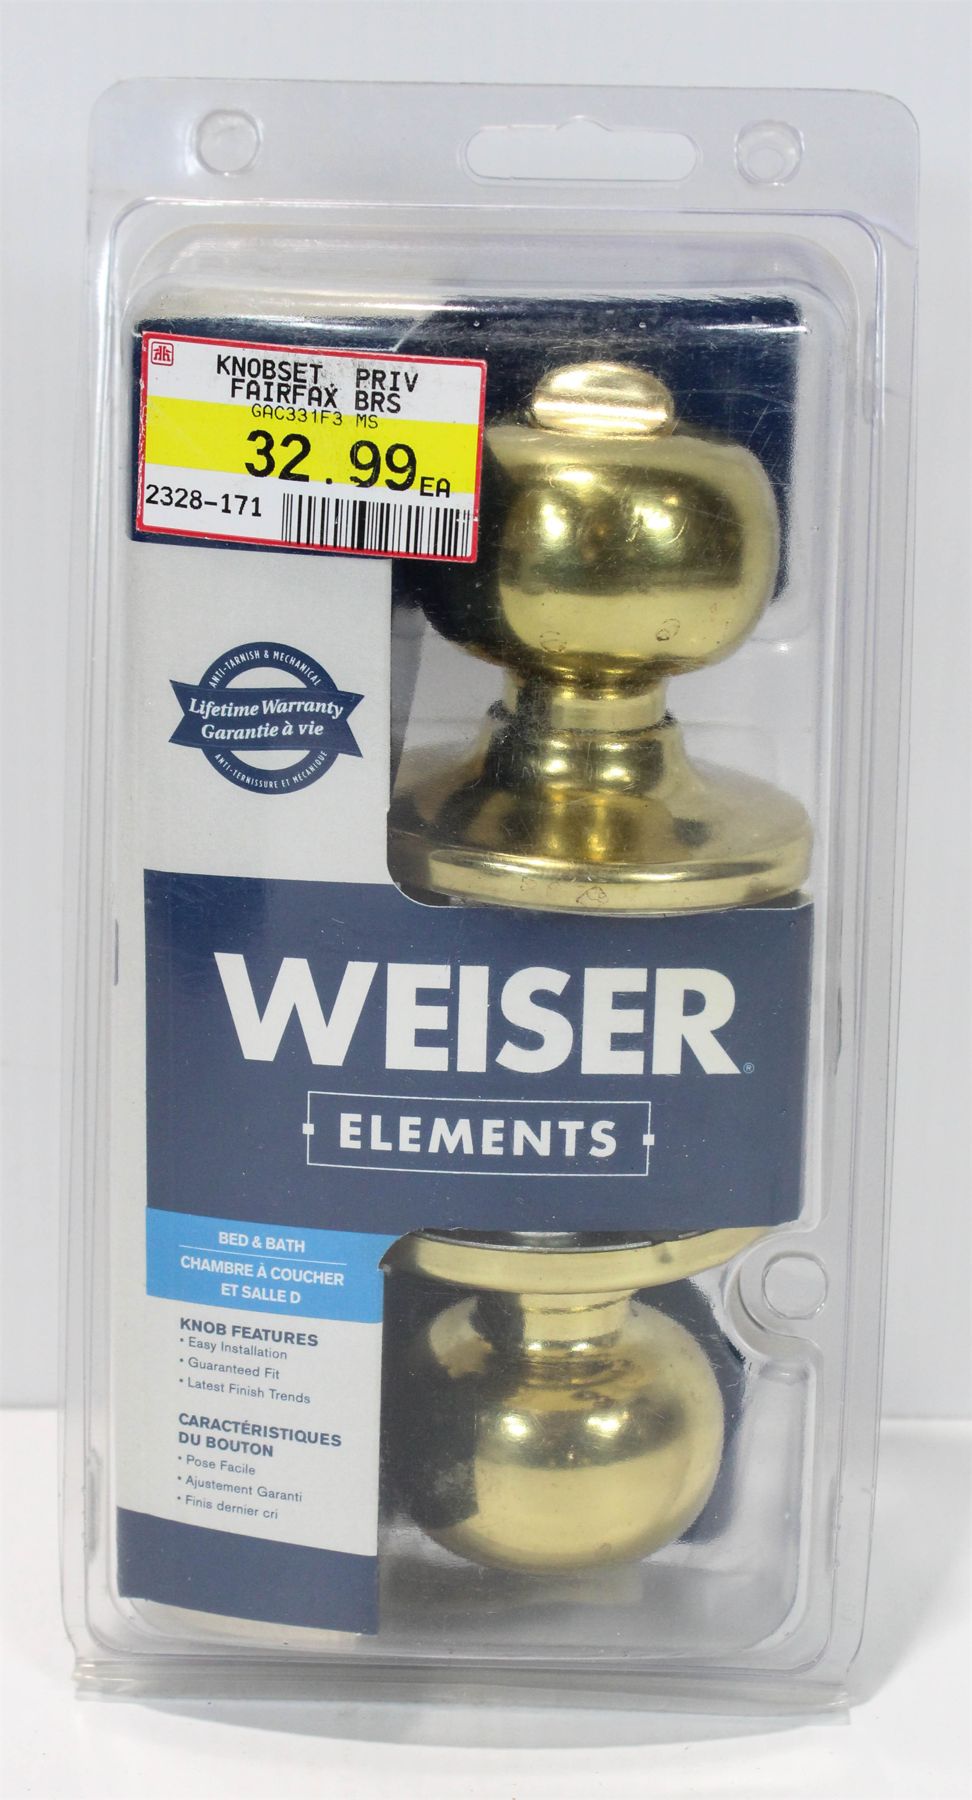 KNOBSET, PRIV
FAIRFAX BRS
GAC331F3 MS
32.99EA
2328-171
ANTI-TARNISH & MECHANICAL
Lifetime Warranty
Garantie à vie
ANTI-TERNISSURE ET MÉCANIQUE
WEISER®
ELEMENTS
BED & BATH
CHAMBRE À COUCHER
ET SALLE D
KNOB FEATURES
• Easy Installation
• Guaranteed Fit
• Latest Finish Trends
CARACTÉRISTIQUES
DU BOUTON
• Pose Facile
• Ajustement Garanti
• Finis dernier cri